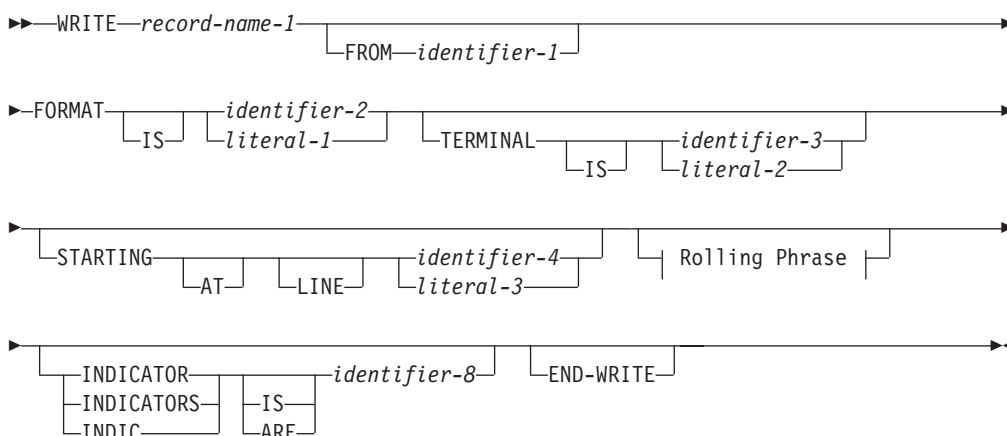 WRITE record-name-1
FROM identifier-1
FORMAT IS identifier-2 literal-1 TERMINAL IS identifier-3 literal-2
STARTING AT LINE identifier-4 literal-3 Rolling Phrase
INDICATOR identifier-8 END-WRITE
INDICATORS IS
INDIC ARE